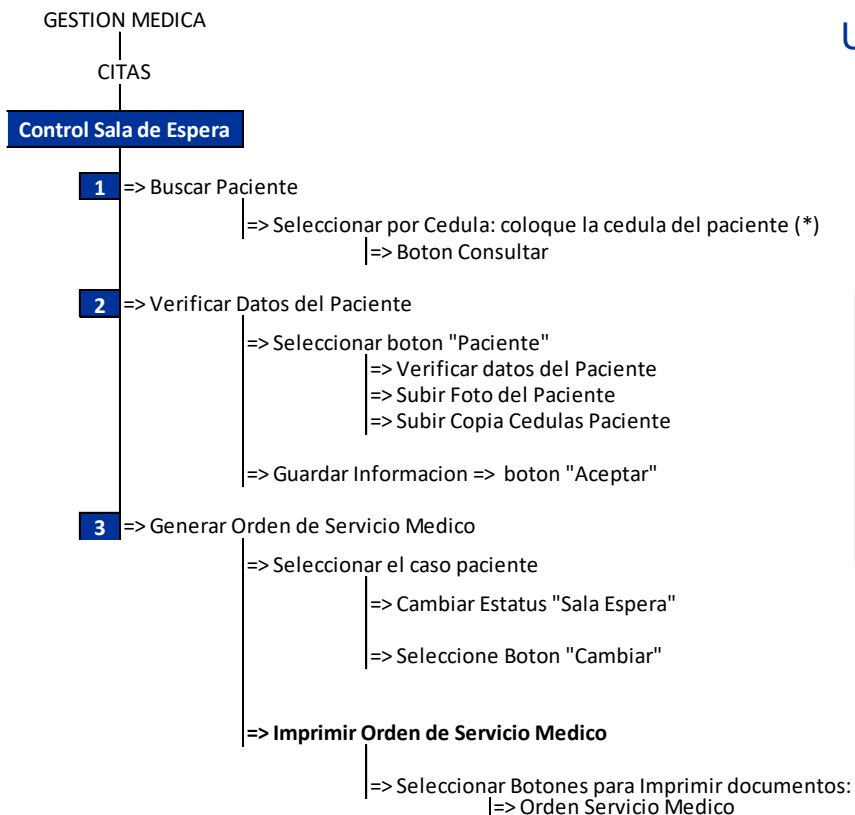 GESTION MEDICA
U
CITAS
Control Sala de Espera
1 => Buscar Paciente
=> Seleccionar por Cedula: coloque la cedula del paciente (*)
=> Boton Consultar
2 => Verificar Datos del Paciente
=> Seleccionar boton "Paciente"
=> Verificar datos del Paciente
=> Subir Foto del Paciente
=> Subir Copia Cedulas Paciente
=> Guardar Informacion => boton "Aceptar"
3 => Generar Orden de Servicio Medico
=> Seleccionar el caso paciente
=> Cambiar Estatus "Sala Espera"
=> Seleccione Boton "Cambiar"
=> Imprimir Orden de Servicio Medico
=> Seleccionar Botones para Imprimir documentos:
=> Orden Servicio Medico